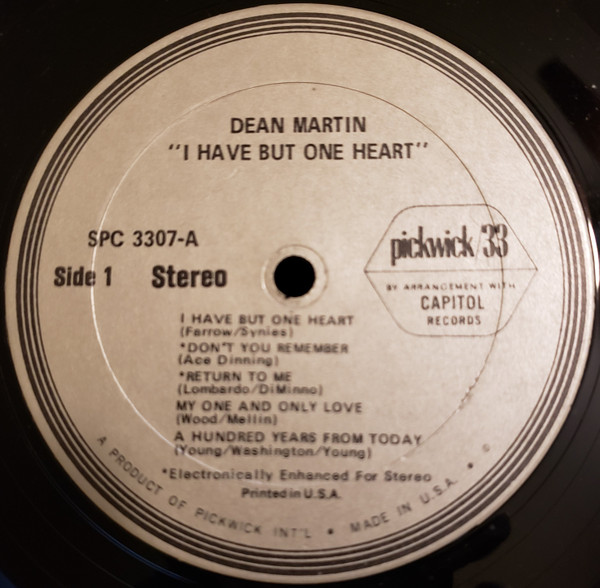 DEAN MARTIN
"I HAVE BUT ONE HEART"
SPC 3307-A
Side 1 Stereo
pickwick/33
BY ARRANGEMENT WITH
CAPITOL
RECORDS
I HAVE BUT ONE HEART
(Farrow/Synies)
*DON'T YOU REMEMBER
(Ace Dinning)
*RETURN TO ME
(Lombardo/DiMinno)
MY ONE AND ONLY LOVE
(Wood/Mellin)
A HUNDRED YEARS FROM TODAY
(Young/Washington/Young)
*Electronically Enhanced For Stereo
Printed in U.S.A.
A PRODUCT OF PICKWICK INT'L • MADE IN U.S.A. •